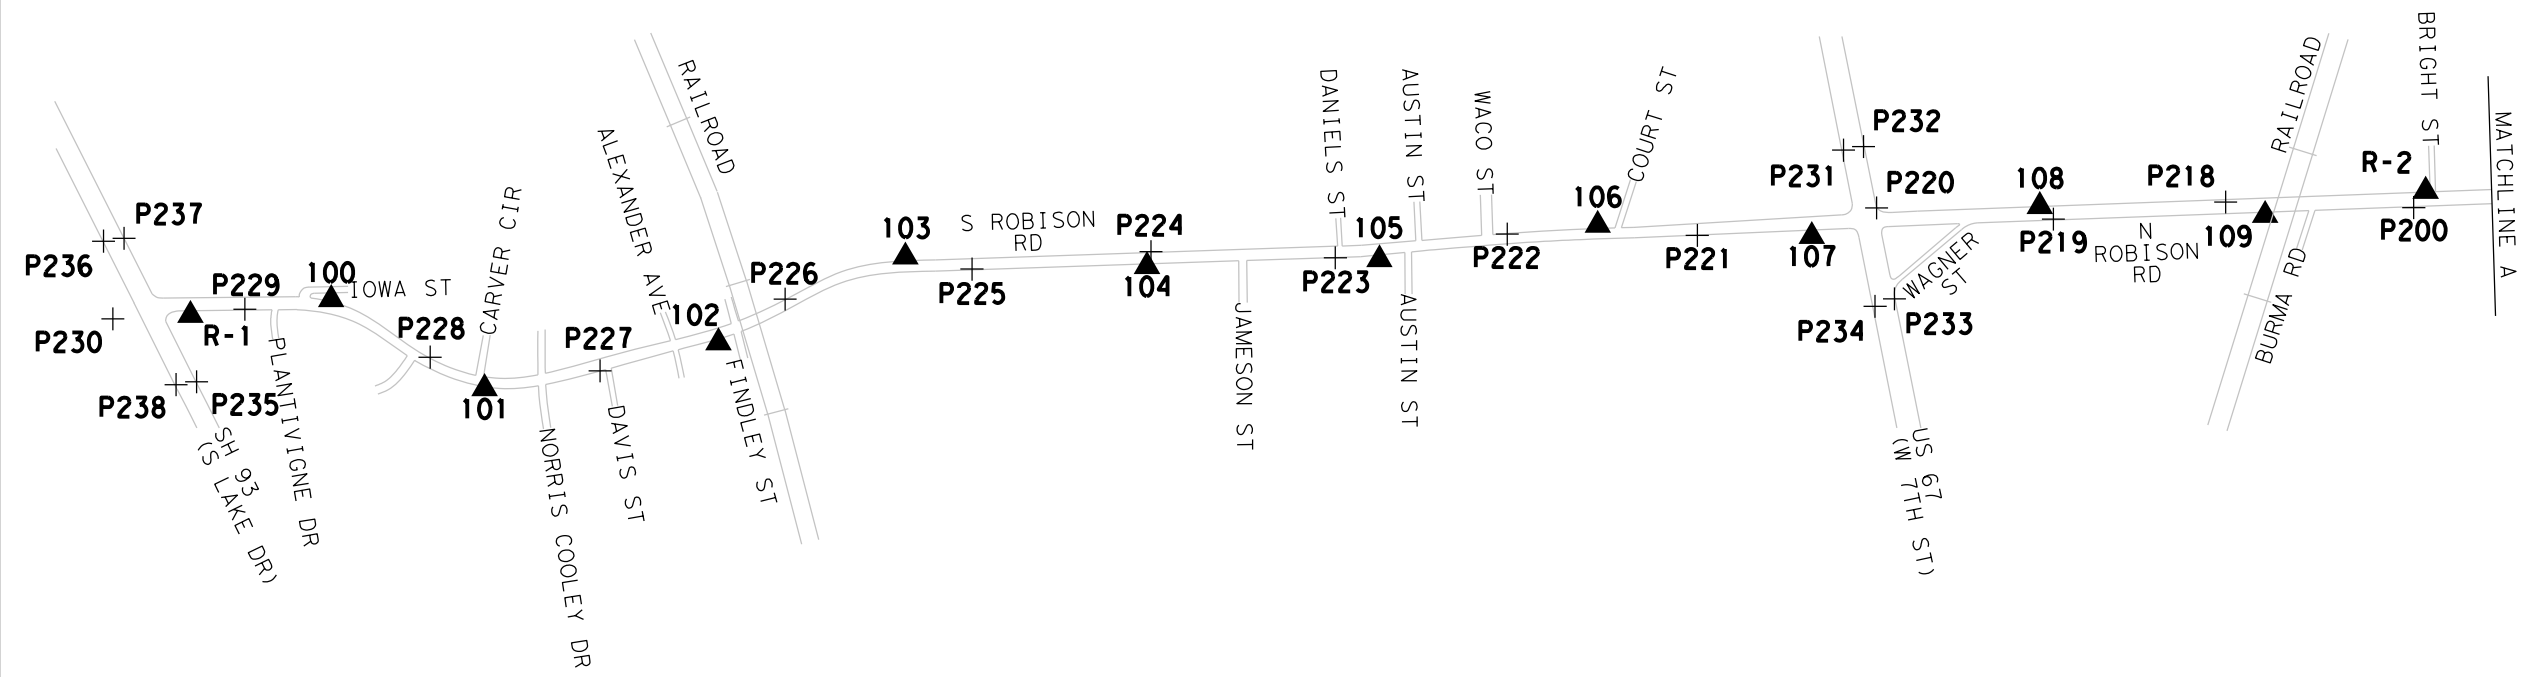 P237
P236
P230
P229
100
IOWA ST
R-1
P228
CARVER CIR
P238
P235
101
SH 93
(S LAKE DR)
PLANTIVIGNE DR
NORRIS COOLEY DR
P227
DAVIS ST
ALEXANDER AVE
102
RAILROAD
FINDLEY ST
P226
103
P225
S ROBISON
RD
P224
104
JAMESON ST
DANIELS ST
P223
105
AUSTIN ST
AUSTIN ST
WACO ST
P222
106
COURT ST
P221
107
P231
P232
P220
P234
P233
WAGNER
ST
US 67
(W 7TH ST)
108
P219
N
ROBISON
RD
P218
109
RAILROAD
BURMA RD
R-2
BRIGHT ST
P200
MATCHLINE A